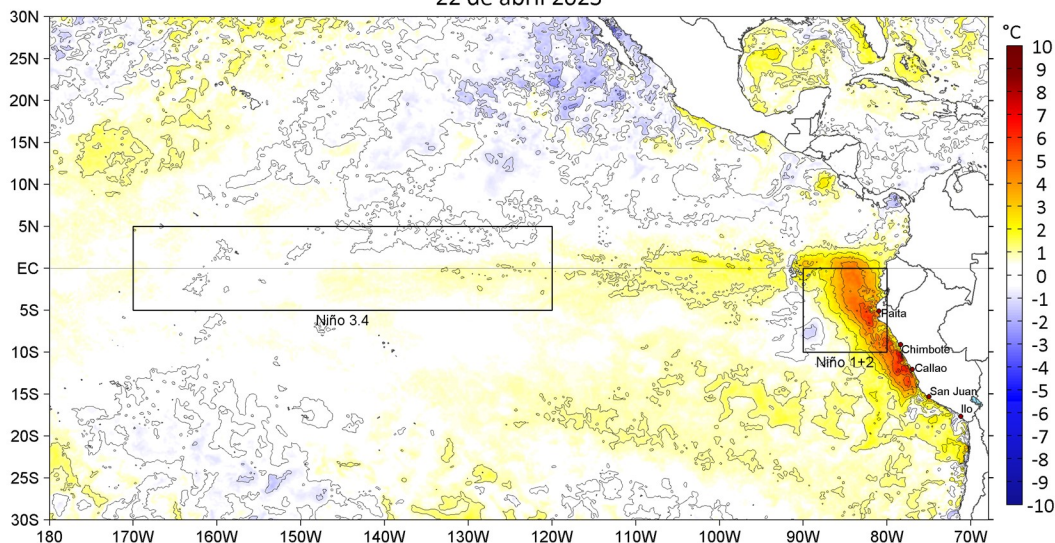 22 de abril 2023
°C
30N
25N
20N
15N
10N
5N
EC
5S
10S
15S
20S
25S
30S
180
170W
160W
150W
140W
130W
120W
110W
100W
90W
80W
70W
Niño 3.4
Niño 1+2
Paita
Chimbote
Callao
San Juan
Ilo
10
9
8
7
6
5
4
3
2
1
0
-1
-2
-3
-4
-5
-6
-7
-8
-9
-10